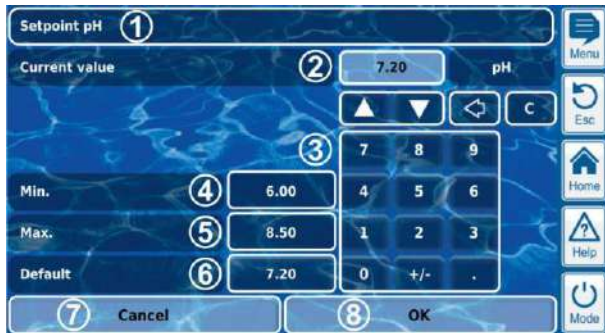 Setpoint pH 1
Menu
Current value 2 7.20 pH
C
Esc
3 7 8 9
Home
Min. 4 6.00 4 5 6
Max. 5 8.50 1 2 3
Help
Default 6 7.20 0 +/- .
7 Cancel 8 OK
Mode